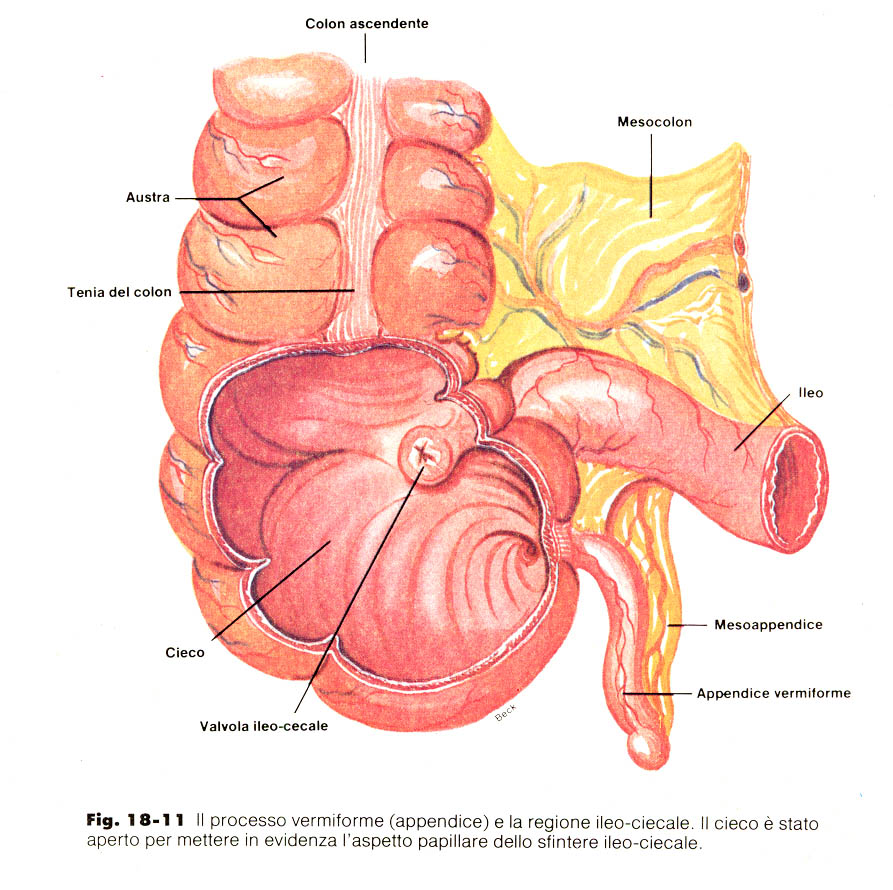 Colon ascendente
Mesocolon
Austra
Tenia del colon
Ileo
Mesoappendice
Cieco
Appendice vermiforme
Valvola ileo-cecale
Beck
Fig. 18-11 Il processo vermiforme (appendice) e la regione ileo-ciecale. Il cieco è stato
aperto per mettere in evidenza l'aspetto papillare dello sfintere ileo-ciecale.